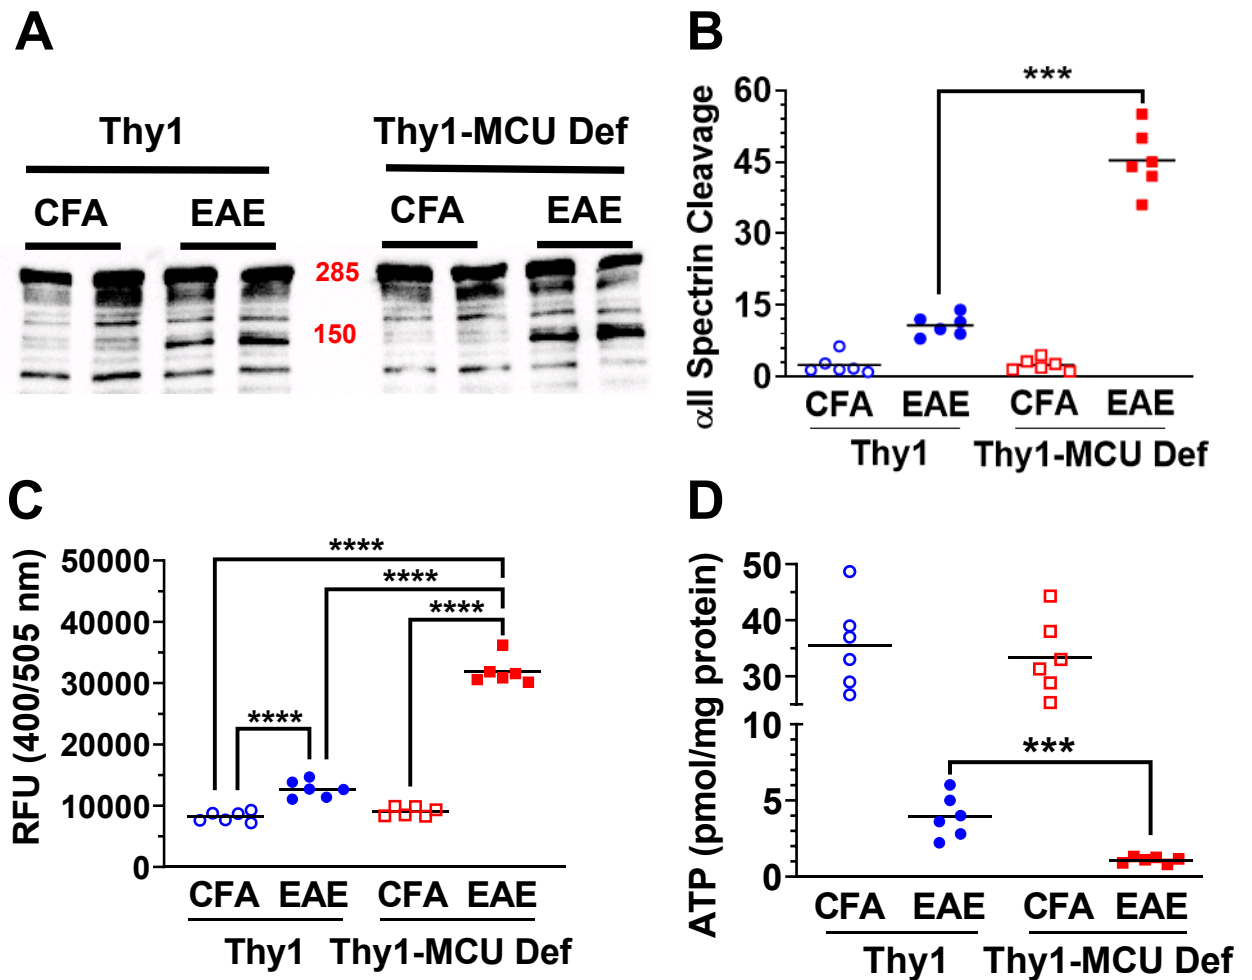 A
Thy1
Thy1-MCU Def
CFA
EAE
CFA
EAE
285
150
B
αII Spectrin Cleavage
60
45
30
15
0
***
CFA
EAE
CFA
EAE
Thy1
Thy1-MCU Def
C
RFU (400/505 nm)
50000
40000
30000
20000
10000
0
****
****
****
****
CFA
EAE
CFA
EAE
Thy1
Thy1-MCU Def
D
ATP (pmol/mg protein)
50
40
30
10
5
0
***
CFA
EAE
CFA
EAE
Thy1
Thy1-MCU Def